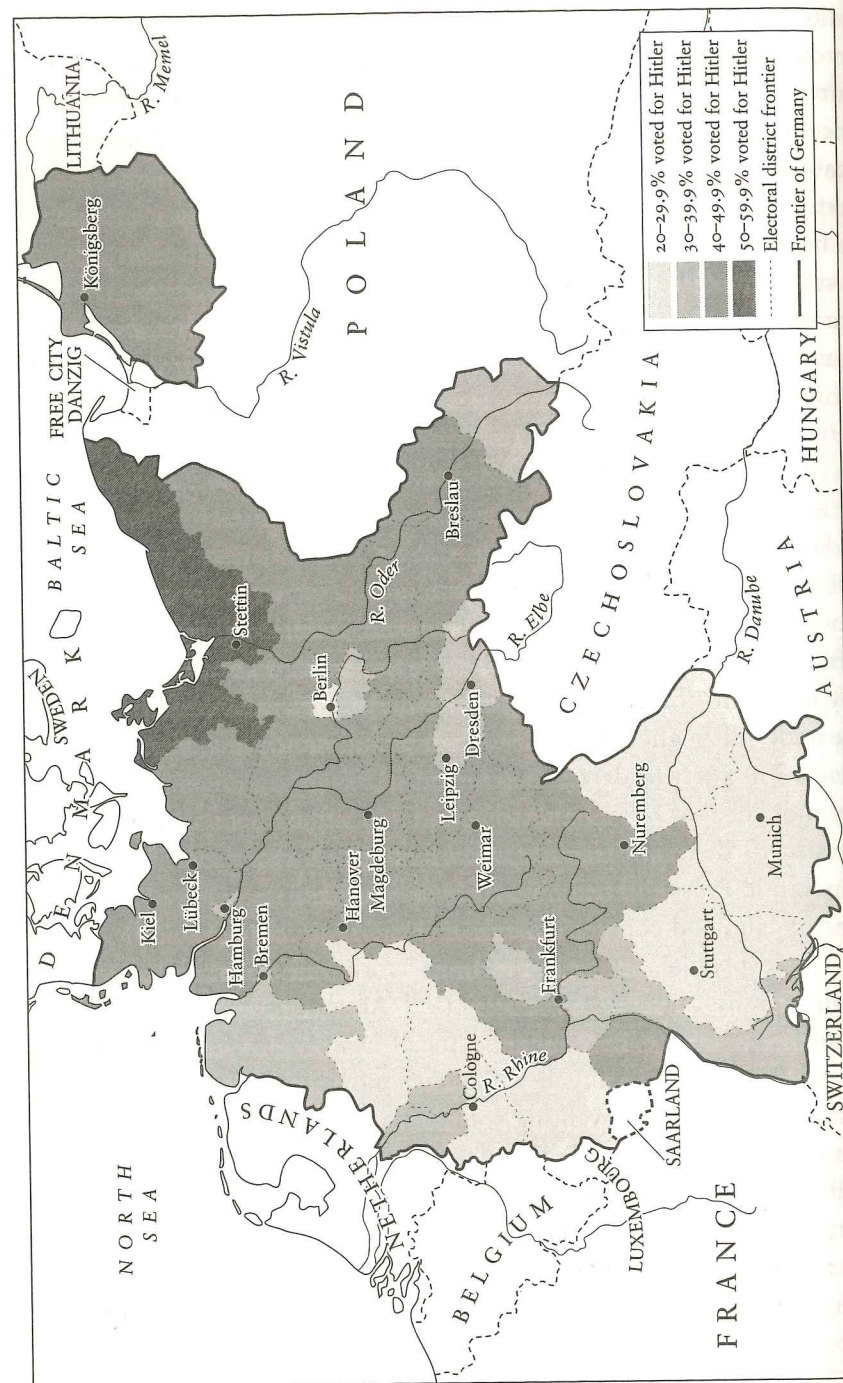 NORTH
SEA
DENMARK
SWEDEN
BALTIC
SEA
FREE CITY
DANZIG
LITHUANIA
R. Memel
Königsberg
Kiel
Lübeck
Hamburg
Bremen
Stettin
R. Vistula
POLAND
NETHERLANDS
Hanover
Magdeburg
Berlin
R. Oder
Breslau
BELGIUM
Cologne
R. Rhine
Frankfurt
Weimar
Leipzig
Dresden
R. Elbe
CZECHOSLOVAKIA
LUXEMBOURG
SAARLAND
Nuremberg
FRANCE
Stuttgart
Munich
R. Danube
AUSTRIA
HUNGARY
SWITZERLAND
20–29.9% voted for Hitler
30–39.9% voted for Hitler
40–49.9% voted for Hitler
50–59.9% voted for Hitler
Electoral district frontier
Frontier of Germany